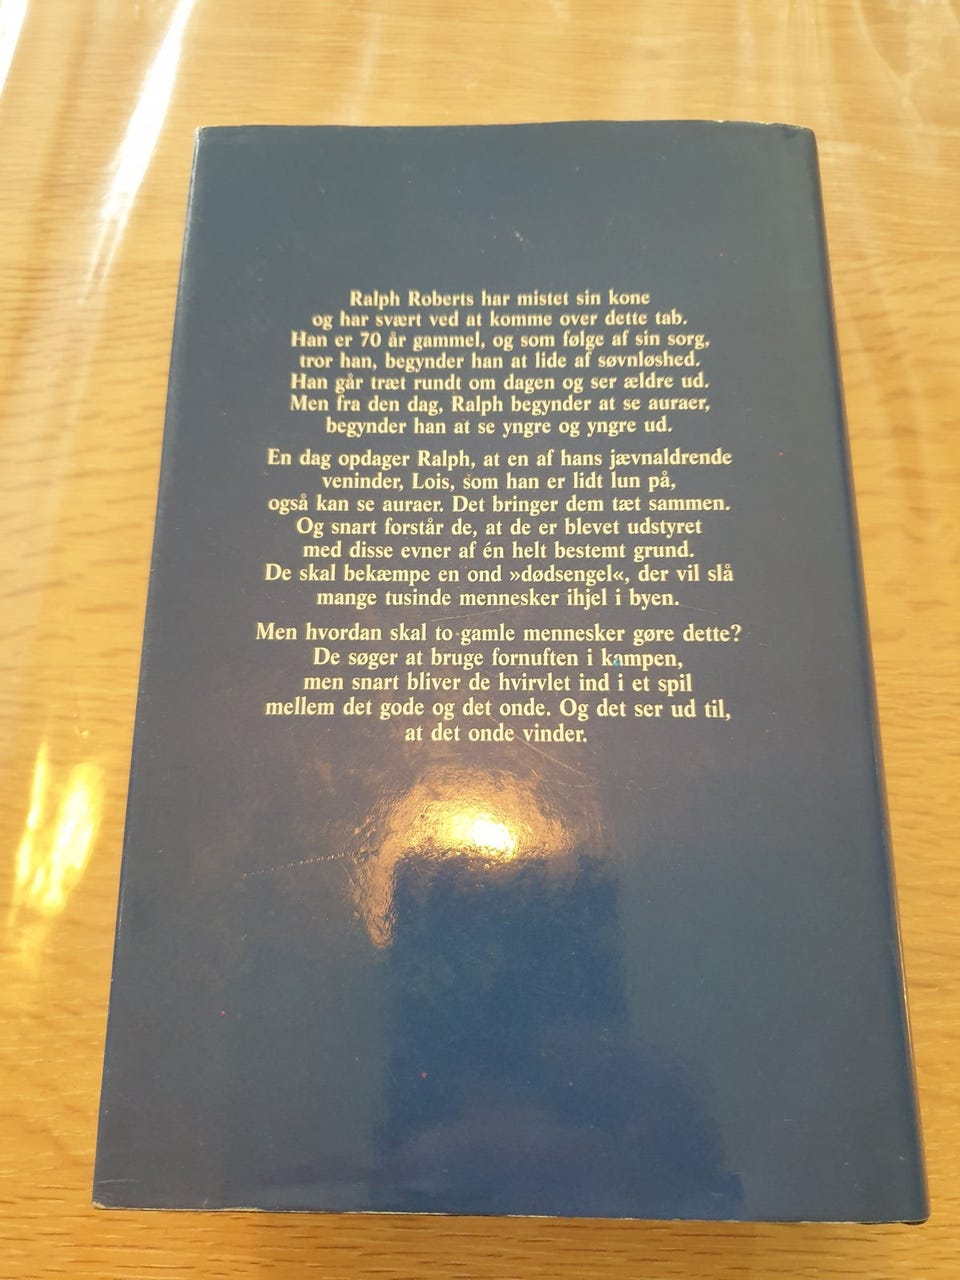 Ralph Roberts har mistet sin kone
og har svært ved at komme over dette tab.
Han er 70 år gammel, og som følge af sin sorg,
tror han, begynder han at lide af søvnløshed.
Han går træt rundt om dagen og ser ældre ud.
Men fra den dag, Ralph begynder at se auraer,
begynder han at se yngre og yngre ud.
En dag opdager Ralph, at en af hans jævnaldrende
veninder, Lois, som han er lidt lun på,
også kan se auraer. Det bringer dem tæt sammen.
Og snart forstår de, at de er blevet udstyret
med disse evner af én helt bestemt grund.
De skal bekæmpe en ond »dødsengel«, der vil slå
mange tusinde mennesker ihjel i byen.
Men hvordan skal to gamle mennesker gøre dette?
De søger at bruge fornuften i kampen,
men snart bliver de hvirvlet ind i et spil
mellem det gode og det onde. Og det ser ud til,
at det onde vinder.